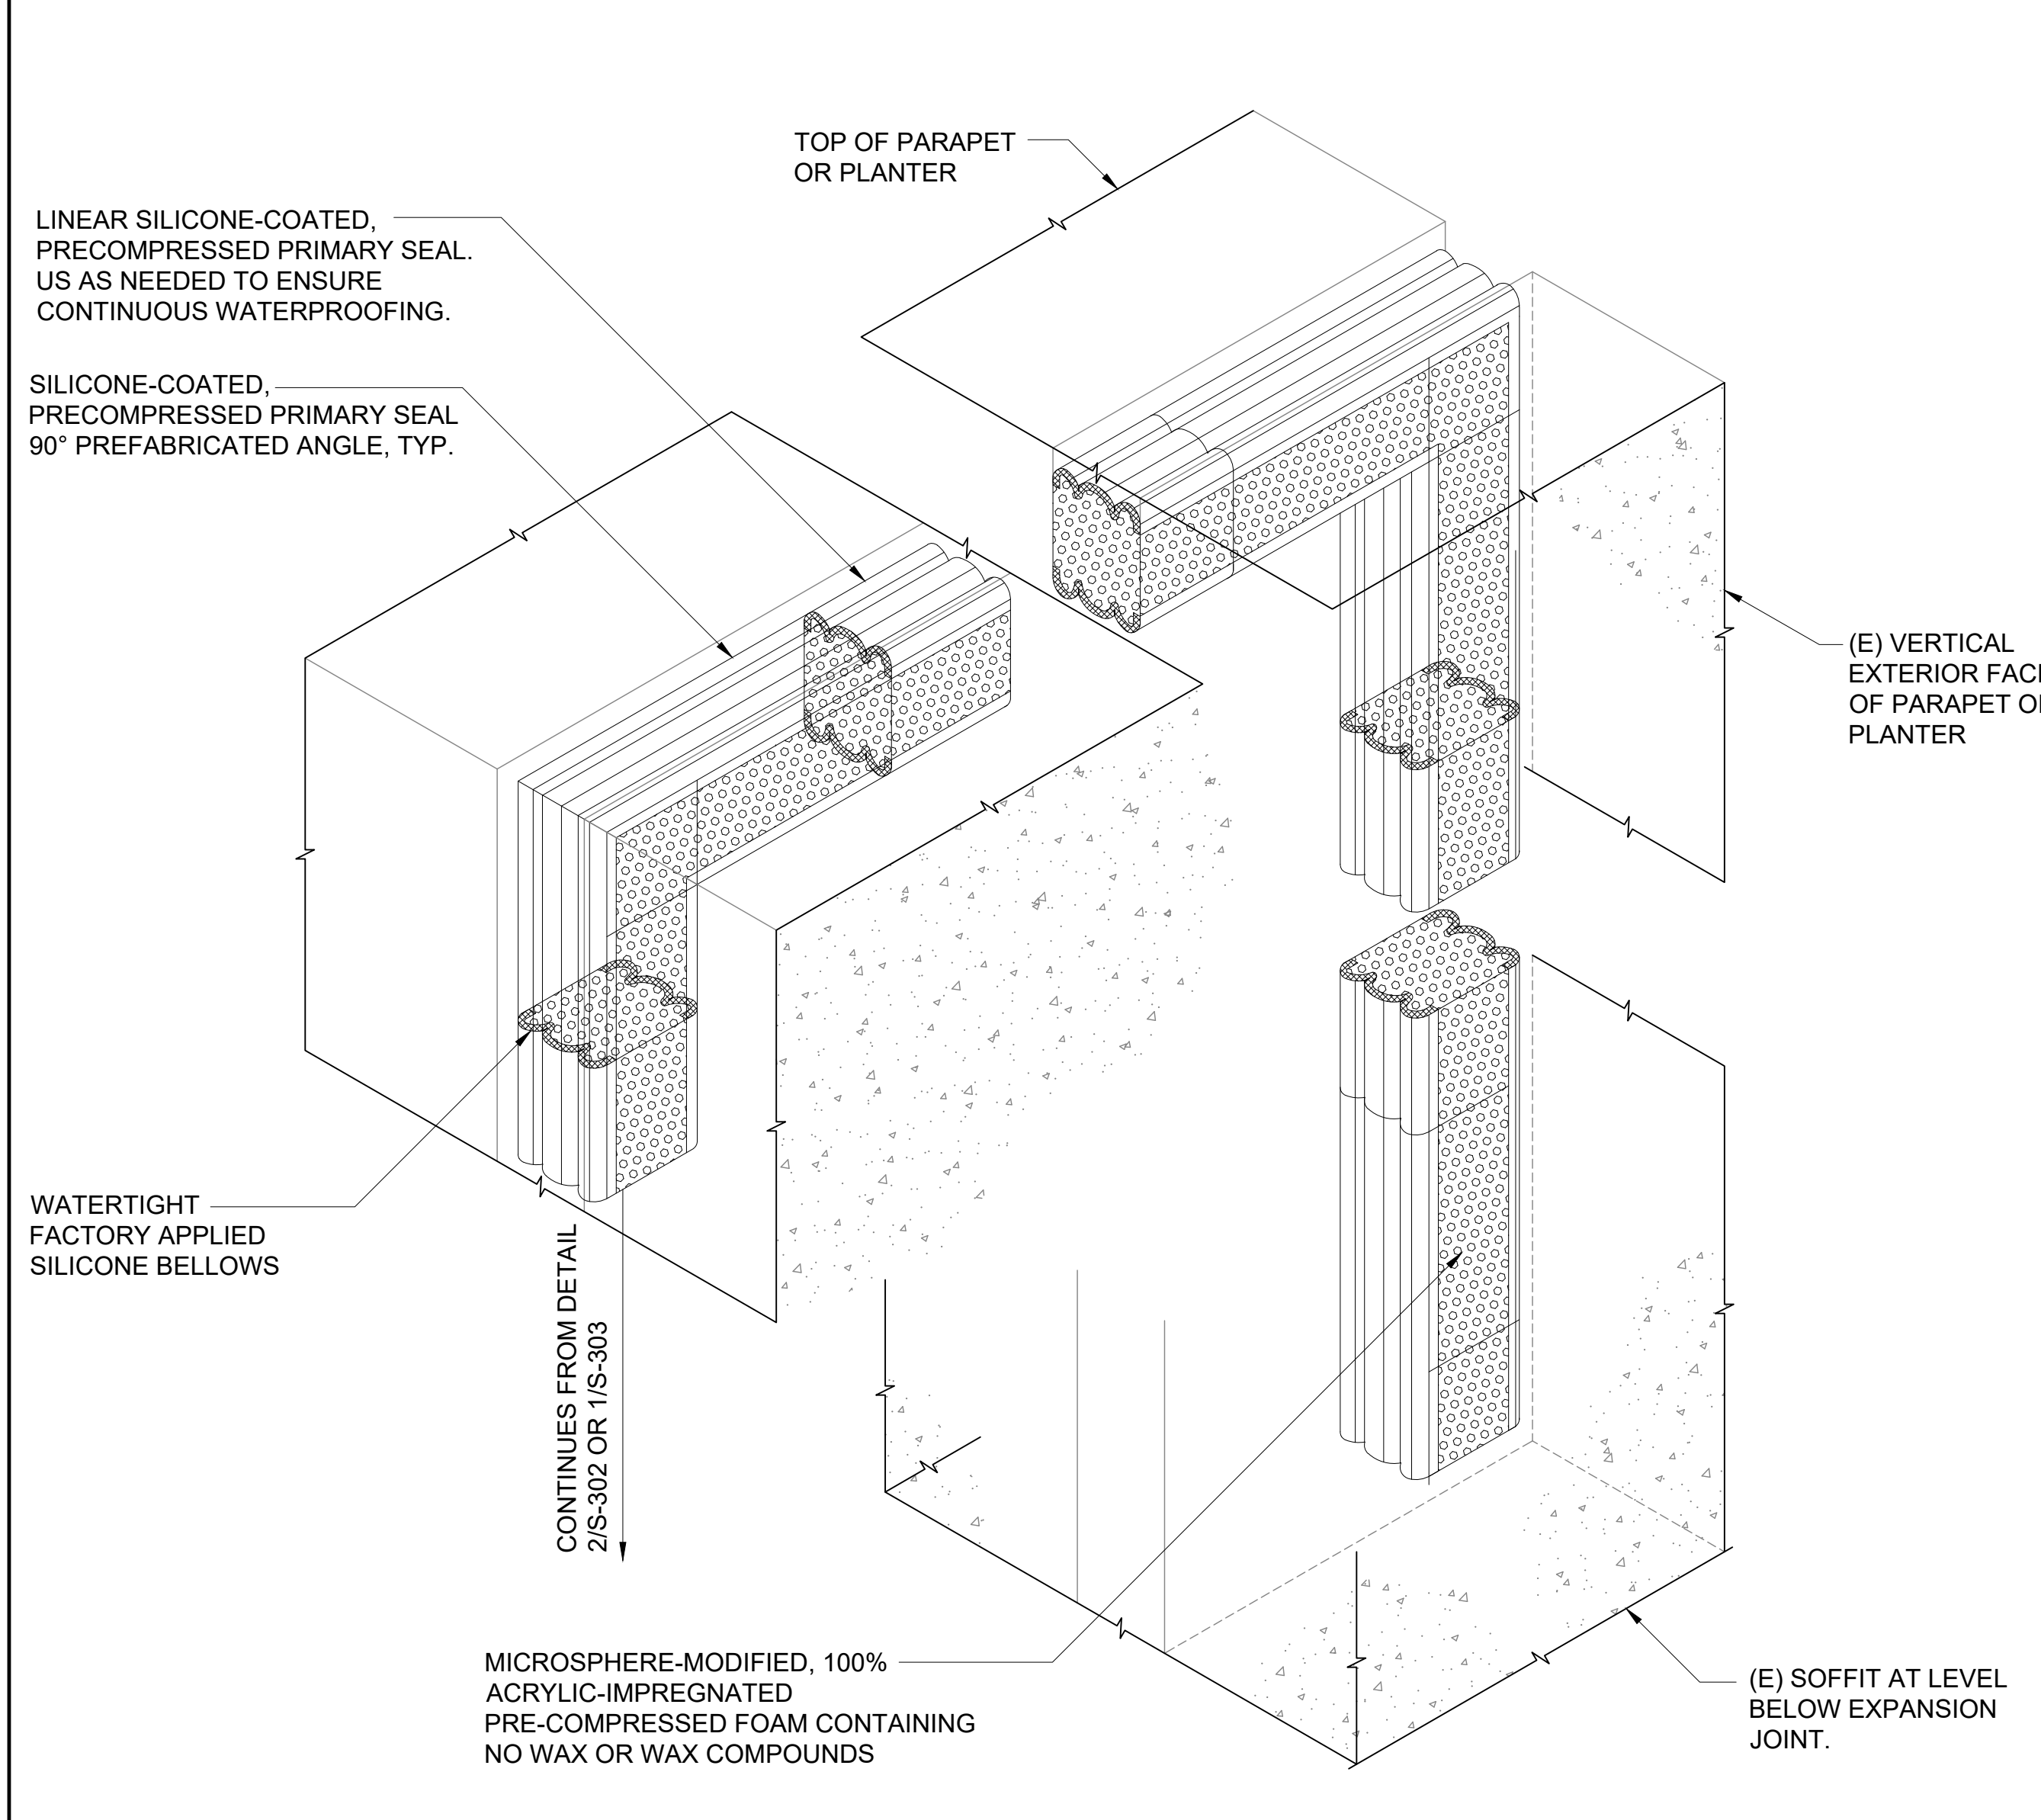 TOP OF PARAPET
OR PLANTER
LINEAR SILICONE-COATED,
PRECOMPRESSED PRIMARY SEAL.
US AS NEEDED TO ENSURE
CONTINUOUS WATERPROOFING.
SILICONE-COATED,
PRECOMPRESSED PRIMARY SEAL
90° PREFABRICATED ANGLE, TYP.
(E) VERTICAL
EXTERIOR
OF PARAPET
PLANTER
WATERTIGHT
FACTORY APPLIED
SILICONE BELLOWS
CONTINUES FROM DETAIL
2/S-302 OR 1/S-303
MICROSPHERE-MODIFIED, 100%
ACRYLIC-IMPREGNATED
PRE-COMPRESSED FOAM CONTAINING
NO WAX OR WAX COMPOUNDS
(E) SOFFIT AT LEVEL
BELOW EXPANSION
JOINT.